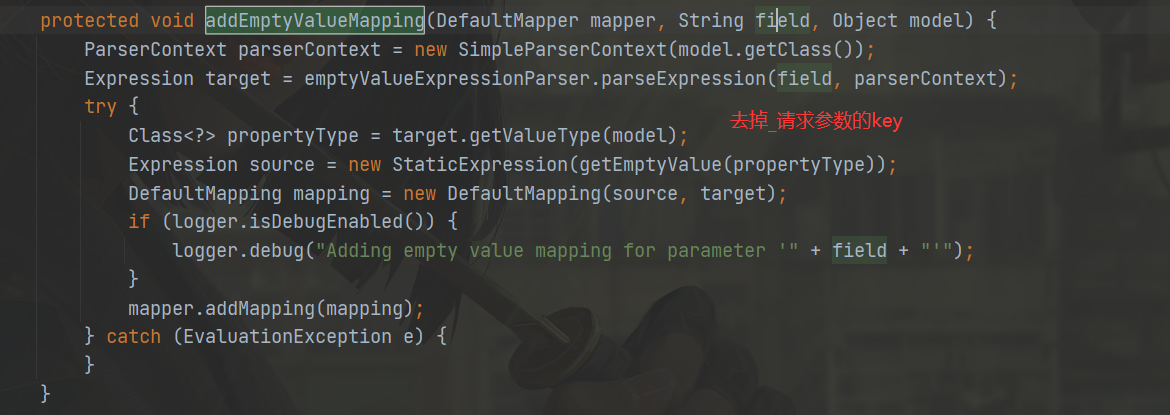 protected void addEmptyValueMapping(DefaultMapper mapper, String field, Object model) {
ParserContext parserContext = new SimpleParserContext(model.getClass());
Expression target = emptyValueExpressionParser.parseExpression(field, parserContext);
try {
去掉_请求参数的key
Class<?> propertyType = target.getValueType(model);
Expression source = new StaticExpression(getEmptyValue(propertyType));
DefaultMapping mapping = new DefaultMapping(source, target);
if (logger.isDebugEnabled()) {
logger.debug("Adding empty value mapping for parameter '" + field + "'");
}
mapper.addMapping(mapping);
} catch (EvaluationException e) {
}
}